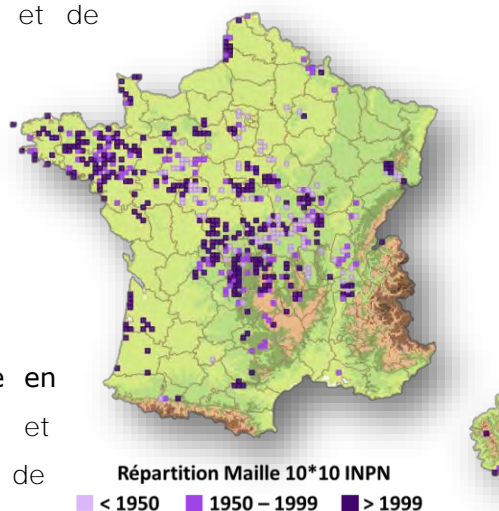 et de
e en
et
de
Répartition Maille 10*10 INPN
< 1950 1950 – 1999 > 1999